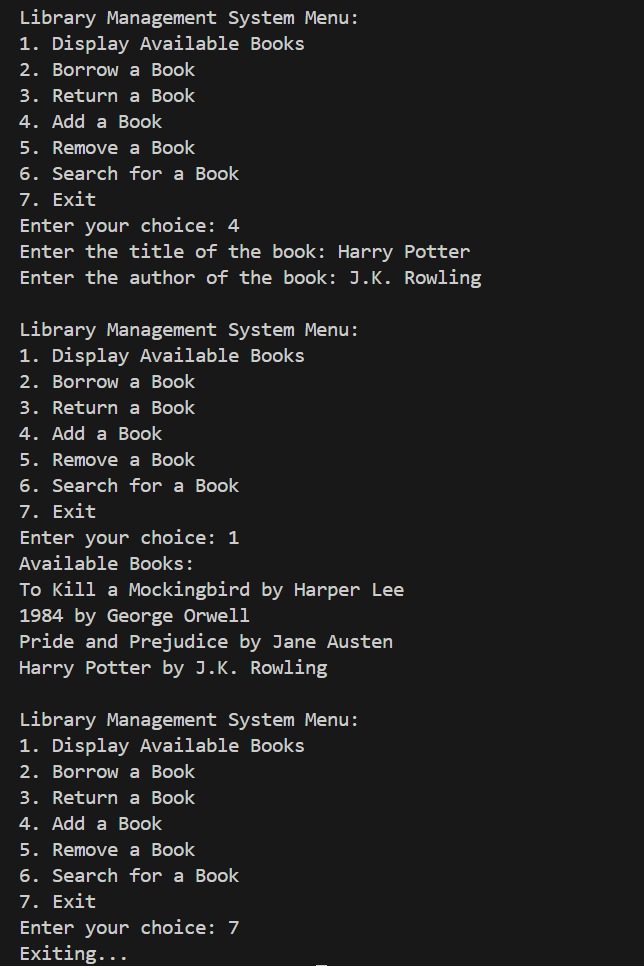 Library Management System Menu:
1. Display Available Books
2. Borrow a Book
3. Return a Book
4. Add a Book
5. Remove a Book
6. Search for a Book
7. Exit
Enter your choice: 4
Enter the title of the book: Harry Potter
Enter the author of the book: J.K. Rowling

Library Management System Menu:
1. Display Available Books
2. Borrow a Book
3. Return a Book
4. Add a Book
5. Remove a Book
6. Search for a Book
7. Exit
Enter your choice: 1
Available Books:
To Kill a Mockingbird by Harper Lee
1984 by George Orwell
Pride and Prejudice by Jane Austen
Harry Potter by J.K. Rowling

Library Management System Menu:
1. Display Available Books
2. Borrow a Book
3. Return a Book
4. Add a Book
5. Remove a Book
6. Search for a Book
7. Exit
Enter your choice: 7
Exiting...